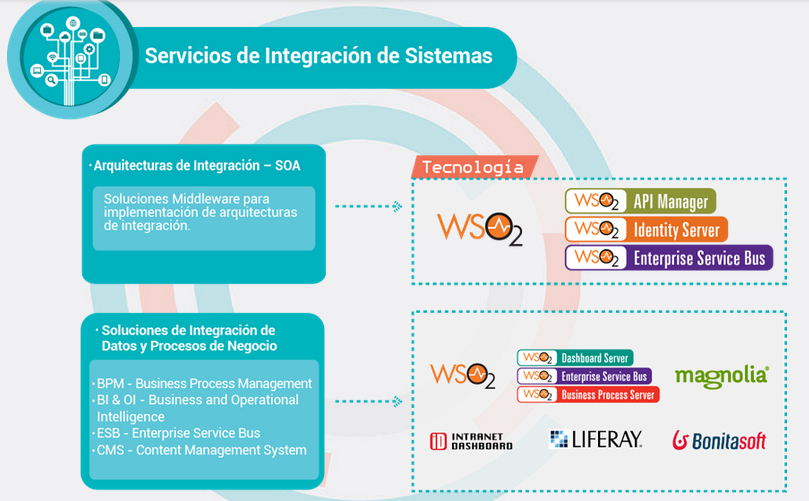 Servicios de Integración de Sistemas
· Arquitecturas de Integración – SOA
Soluciones Middleware para
implementación de arquitecturas
de integración.
Tecnología
WSO2
WSO2 API Manager
WSO2 Identity Server
WSO2 Enterprise Service Bus
· Soluciones de Integración de
Datos y Procesos de Negocio
· BPM - Business Process Management
· BI & OI - Business and Operational
Intelligence
· ESB - Enterprise Service Bus
· CMS - Content Management System
WSO2
WSO2 Dashboard Server
WSO2 Enterprise Service Bus
WSO2 Business Process Server
magnolia®
iD INTRANET
DASHBOARD
LIFERAY.
Bonitasoft